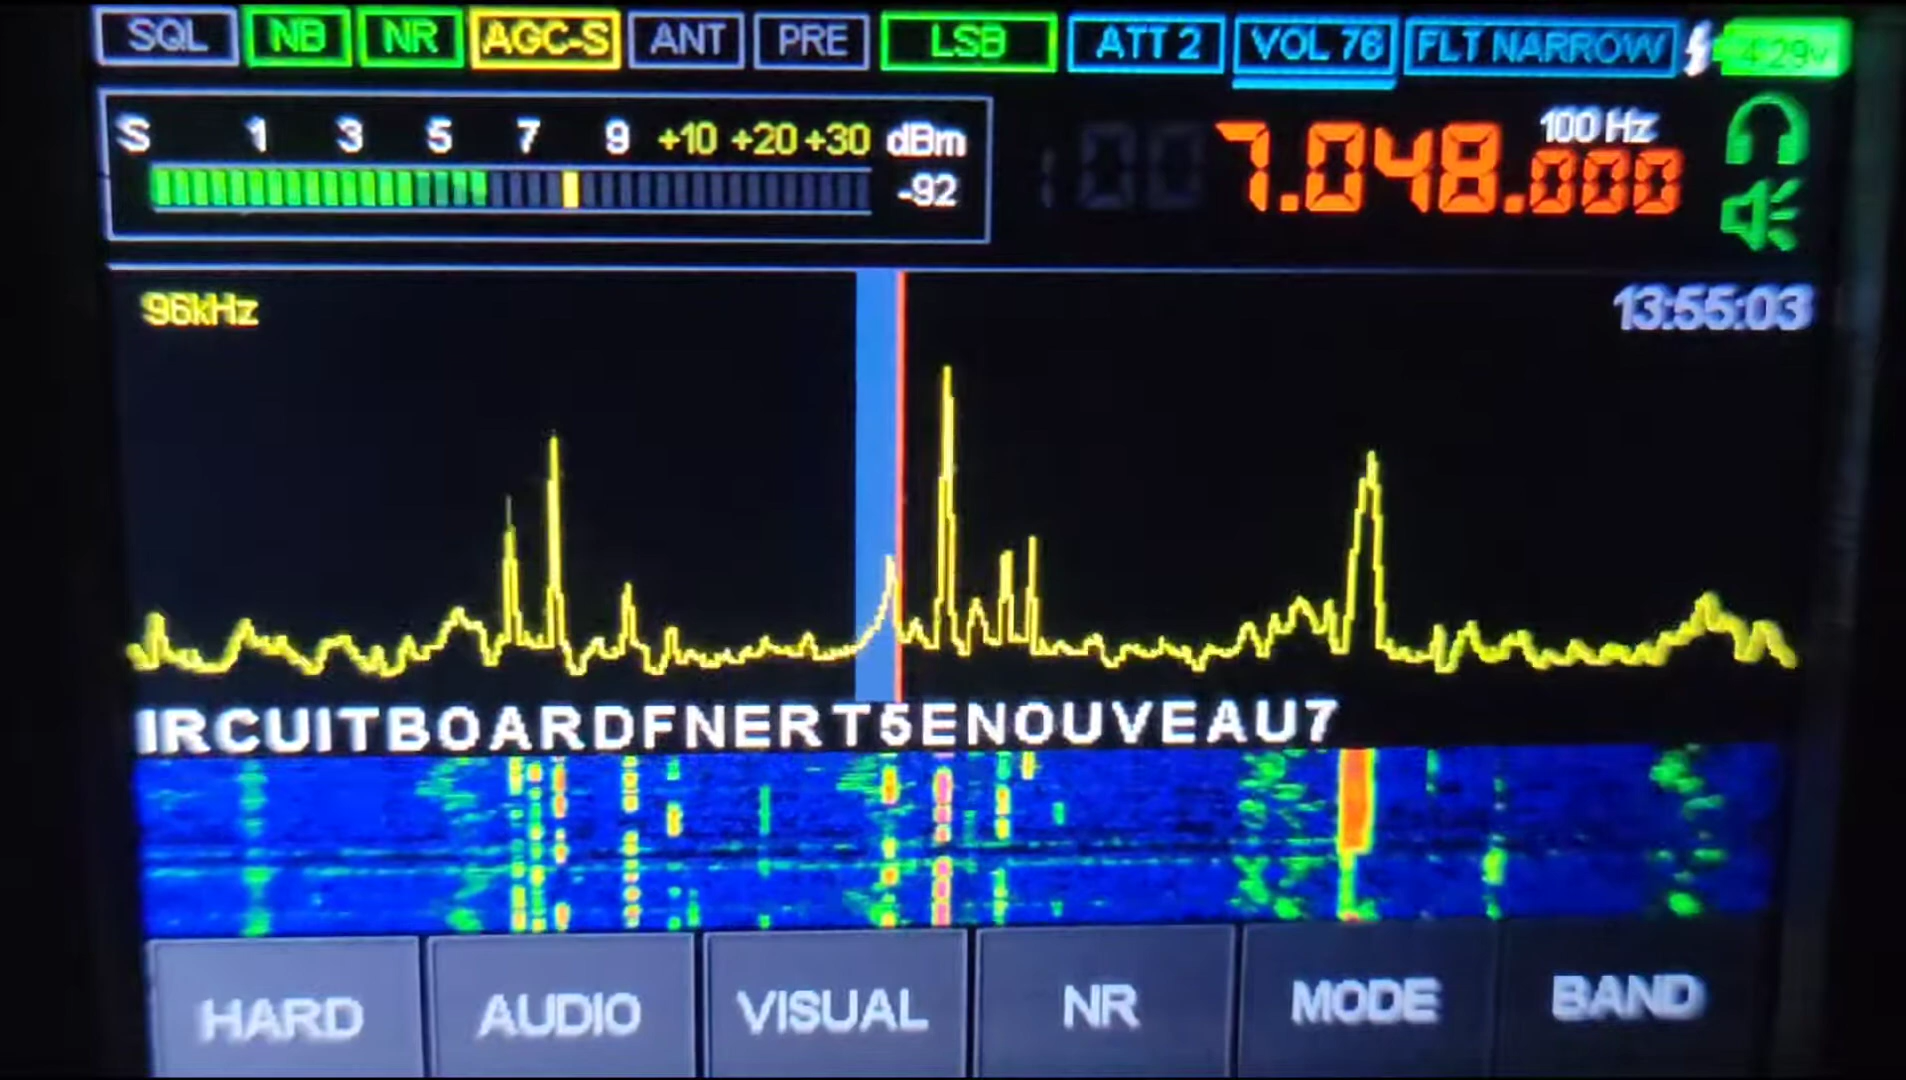 SQL NB NR AGC-S ANT PRE LSB ATT 2 VOL 76 FLT NARROW 4.29v
S 1 3 5 7 9 +10 +20 +30 dBm
-92
100 Hz
7.048.000
96kHz
13:55:03
IRCUITBOARDFNERT5ENOUVEAU7
HARD AUDIO VISUAL NR MODE BAND